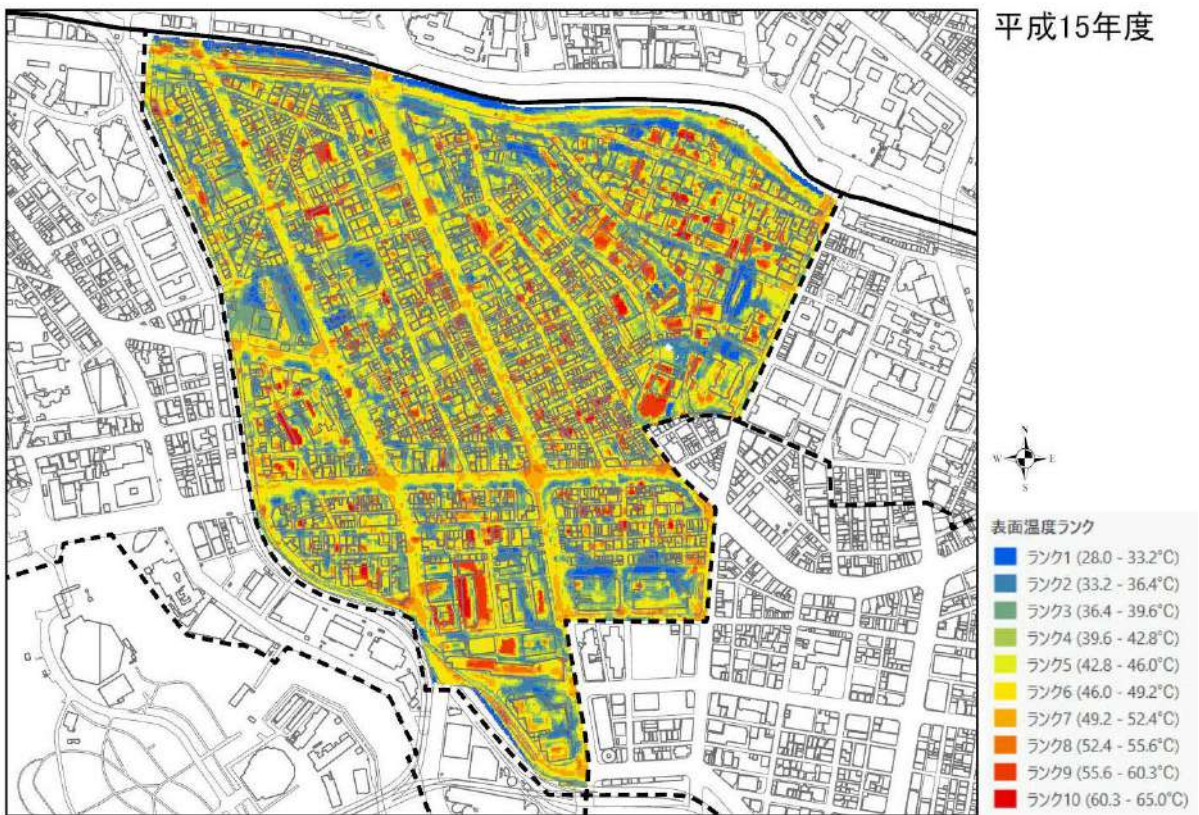 平成15年度
N
W E
S
表面温度ランク
ランク1 (28.0 - 33.2°C)
ランク2 (33.2 - 36.4°C)
ランク3 (36.4 - 39.6°C)
ランク4 (39.6 - 42.8°C)
ランク5 (42.8 - 46.0°C)
ランク6 (46.0 - 49.2°C)
ランク7 (49.2 - 52.4°C)
ランク8 (52.4 - 55.6°C)
ランク9 (55.6 - 60.3°C)
ランク10 (60.3 - 65.0°C)